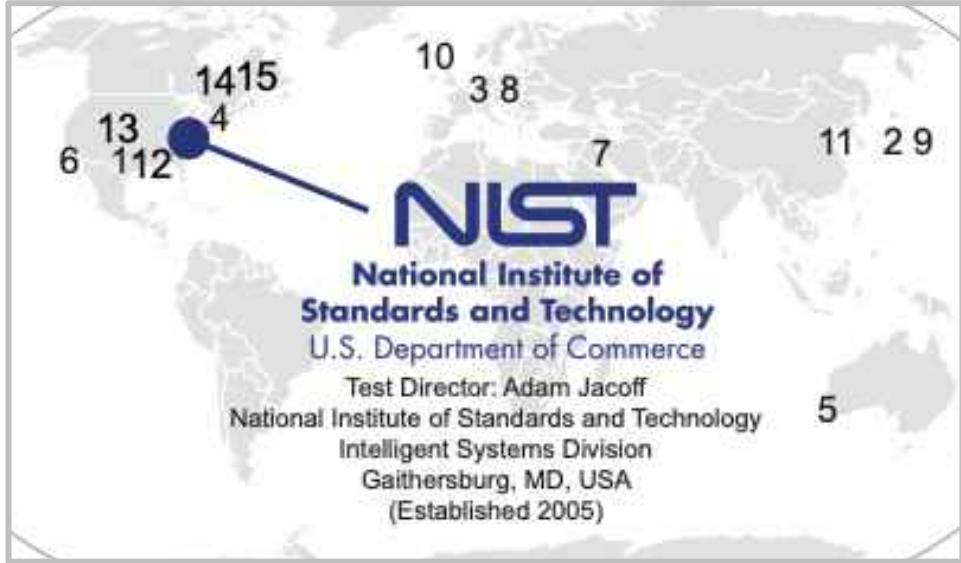 10
14 15
3 8
4
13
11 2 9
7
6 1 12
NIST
National Institute of
Standards and Technology
U.S. Department of Commerce
Test Director: Adam Jacoff
National Institute of Standards and Technology
5
Intelligent Systems Division
Gaithersburg, MD, USA
(Established 2005)